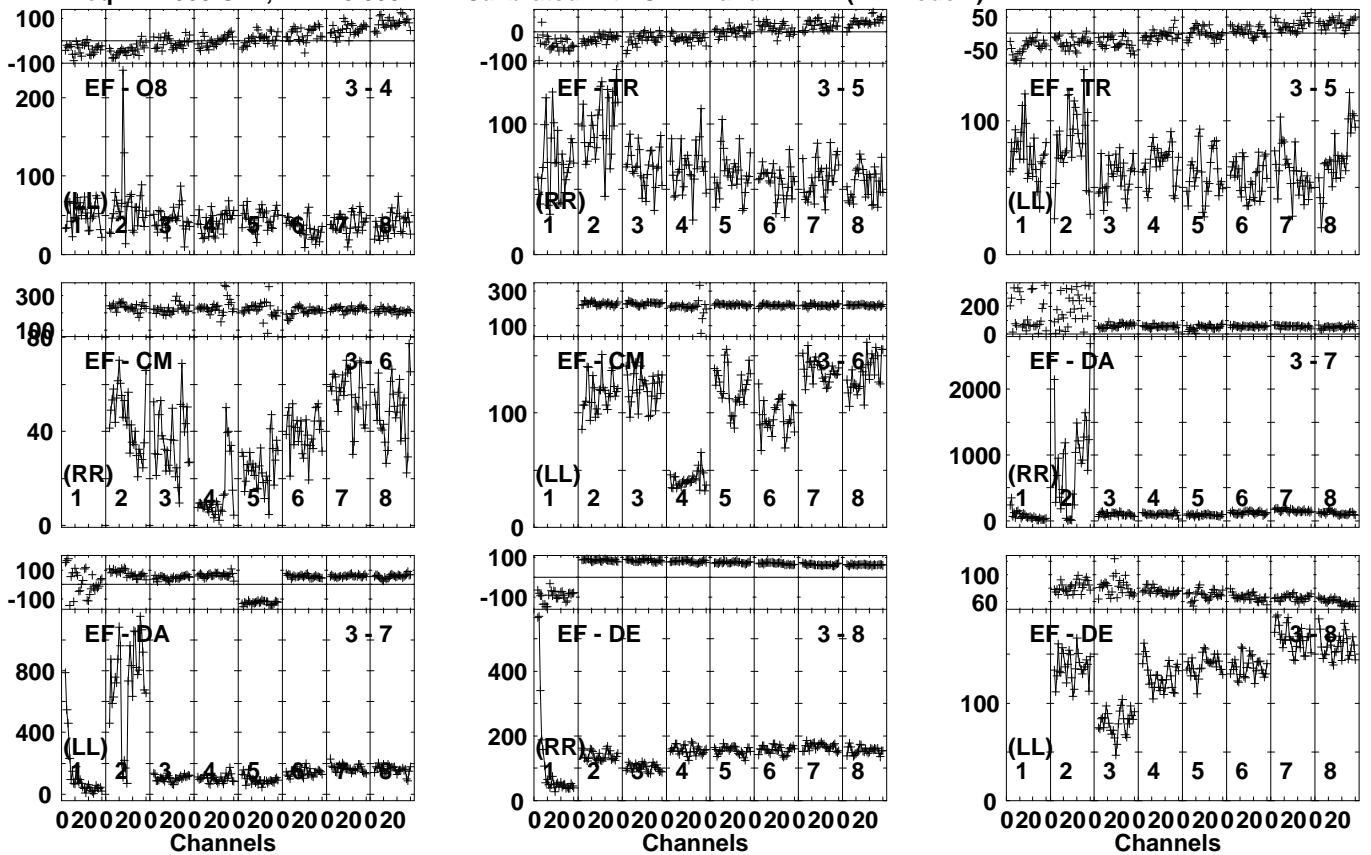 -100
0
-100
50
-50
EF - O8 3 - 4
EF - TR 3 - 5
EF - TR 3 - 5
200
100
0
100
0
100
0
(LL)
1 2 3 4 5 6 7 8
(RR)
1 2 3 4 5 6 7 8
(LL)
1 2 3 4 5 6 7 8
300
100
300
100
200
0
EF - CM 3 - 6
EF - CM 3 - 6
EF - DA 3 - 7
80
40
0
100
0
2000
1000
0
(RR)
1 2 3 4 5 6 7 8
(LL)
1 2 3 4 5 6 7 8
(RR)
1 2 3 4 5 6 7 8
100
-100
100
-100
100
60
EF - DA 3 - 7
EF - DE 3 - 8
EF - DE 3 - 8
800
400
0
400
200
0
100
0
(LL)
1 2 3 4 5 6 7 8
(RR)
1 2 3 4 5 6 7 8
(LL)
1 2 3 4 5 6 7 8
020020020020020020020020
020020020020020020020020
020020020020020020020020
Channels
Channels
Channels